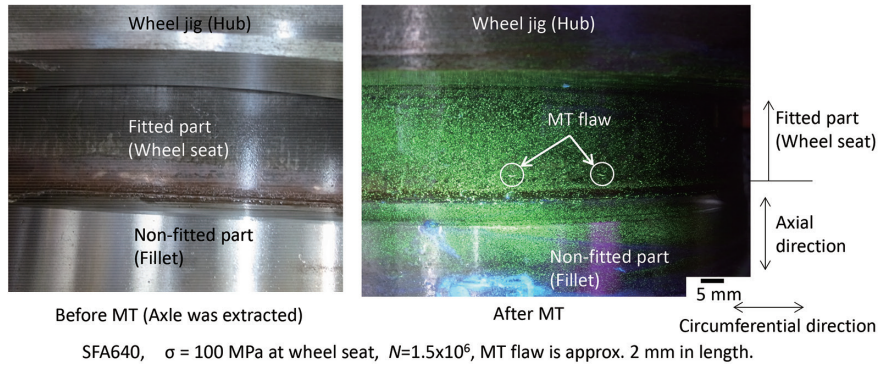 Wheel jig (Hub)
Fitted part
(Wheel seat)
Non-fitted part
(Fillet)
Before MT (Axle was extracted)
Wheel jig (Hub)
MT flaw
Non-fitted part
(Fillet)
After MT
Fitted part
(Wheel seat)
Axial
direction
5 mm
Circumferential direction
SFA640, σ = 100 MPa at wheel seat, N=1.5x10⁶, MT flaw is approx. 2 mm in length.